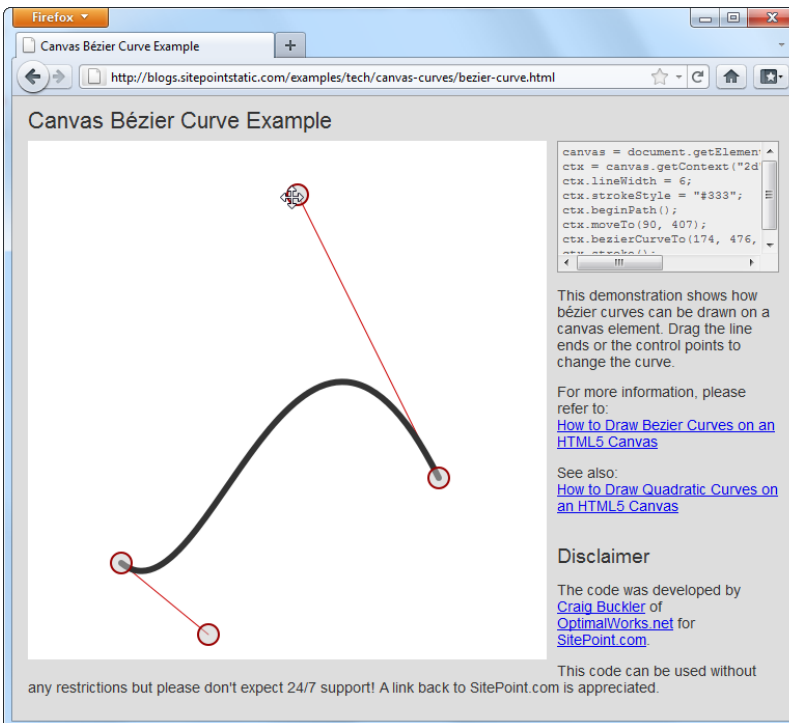 Firefox
Canvas Bézier Curve Example
http://blogs.sitepointstatic.com/examples/tech/canvas-curves/bezier-curve.html
Canvas Bézier Curve Example
canvas = document.getElemen
ctx = canvas.getContext("2d"
ctx.lineWidth = 6;
ctx.strokeStyle = "#333";
ctx.beginPath();
ctx.moveTo(90, 407);
ctx.bezierCurveTo(174, 476,
ctx.stroke();
This demonstration shows how
bézier curves can be drawn on a
canvas element. Drag the line
ends or the control points to
change the curve.
For more information, please
refer to:
How to Draw Bezier Curves on an
HTML5 Canvas
See also:
How to Draw Quadratic Curves on
an HTML5 Canvas
Disclaimer
The code was developed by
Craig Buckler of
OptimalWorks.net for
SitePoint.com.
This code can be used without
any restrictions but please don't expect 24/7 support! A link back to SitePoint.com is appreciated.